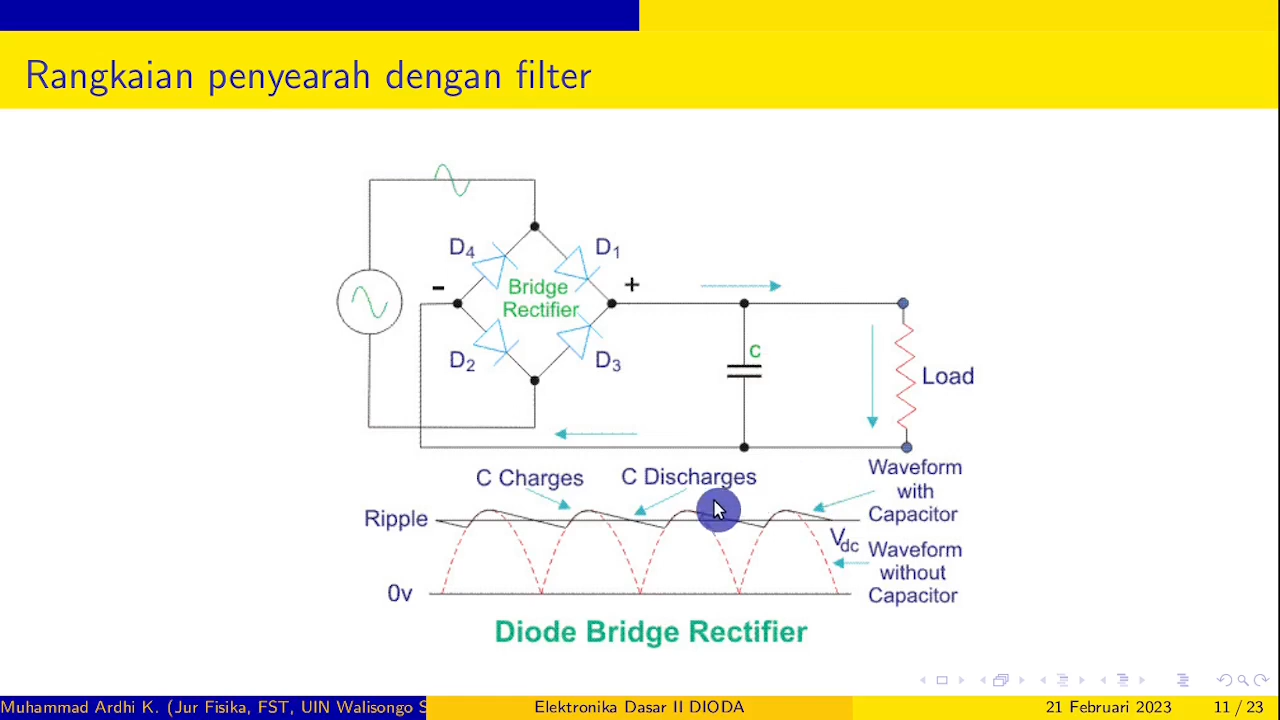 Rangkaian penyearah dengan filter
D4
D1
-
+
Bridge
Rectifier
D2
D3
C
Load
C Charges
C Discharges
Waveform
with
Capacitor
Ripple
Vdc
Waveform
without
Capacitor
0v
Diode Bridge Rectifier
Muhammad Ardhi K. (Jur Fisika, FST, UIN Walisongo S
Elektronika Dasar II DIODA
21 Februari 2023
11 / 23